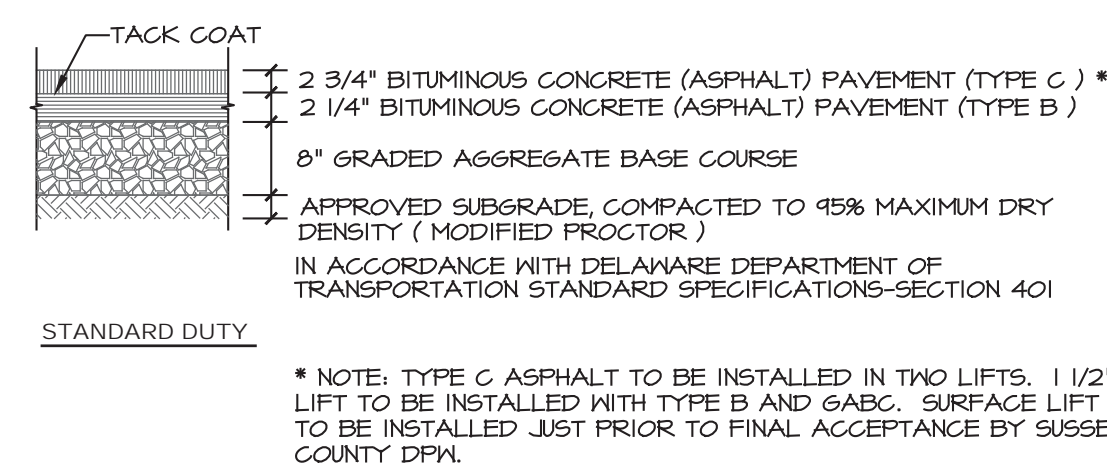 TACK COAT
2 3/4" BITUMINOUS CONCRETE (ASPHALT) PAVEMENT (TYPE C ) *
2 1/4" BITUMINOUS CONCRETE (ASPHALT) PAVEMENT (TYPE B )
8" GRADED AGGREGATE BASE COURSE
APPROVED SUBGRADE, COMPACTED TO 95% MAXIMUM DRY
DENSITY ( MODIFIED PROCTOR )
IN ACCORDANCE WITH DELAWARE DEPARTMENT OF
TRANSPORTATION STANDARD SPECIFICATIONS-SECTION 401
STANDARD DUTY
* NOTE: TYPE C ASPHALT TO BE INSTALLED IN TWO LIFTS. 1 1/2"
LIFT TO BE INSTALLED WITH TYPE B AND GABC. SURFACE LIFT
TO BE INSTALLED JUST PRIOR TO FINAL ACCEPTANCE BY
COUNTY DPW.